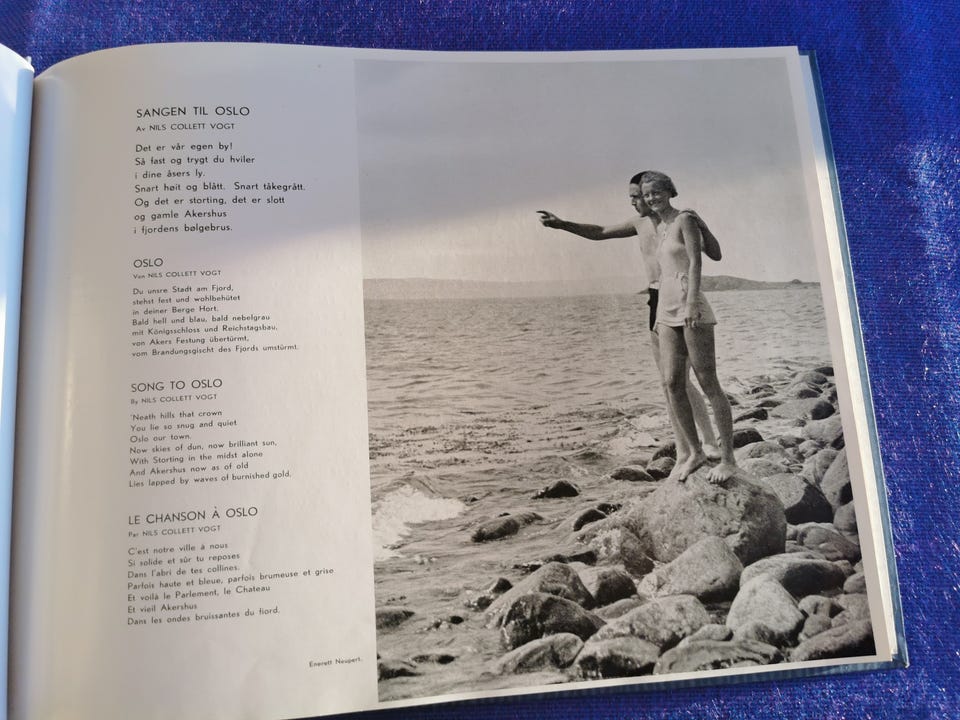 SANGEN TIL OSLO
Av NILS COLLETT VOGT
Det er vår egen by!
Så fast og trygt du hviler
i dine åsers ly.
Snart høit og blått. Snart tåkegrått.
Og det er storting, det er slott
og gamle Akershus
i fjordens bølgebrus.
OSLO
Von NILS COLLETT VOGT
Du unsre Stadt am Fjord,
stehst fest und wohlbehütet
in deiner Berge Hort.
Bald hell und blau, bald nebelgrau
mit Königsschloss und Reichstagsbau,
von Akers Festung übertürmt,
vom Brandungsgischt des Fjords umstürmt.
SONG TO OSLO
By NILS COLLETT VOGT
'Neath hills that crown
You lie so snug and quiet
Oslo our town.
Now skies of dun, now brilliant sun,
With Storting in the midst alone
And Akershus now as of old
Lies lapped by waves of burnished gold.
LE CHANSON À OSLO
Par NILS COLLETT VOGT
C'est notre ville à nous
Si solide et sûr tu reposes
Dans l'abri de tes collines.
Parfois haute et bleue, parfois brumeuse et grise
Et voilà le Parlement, le Chateau
Et vieil Akershus
Dans les ondes bruissantes du fiord.
Enerett Neupert.